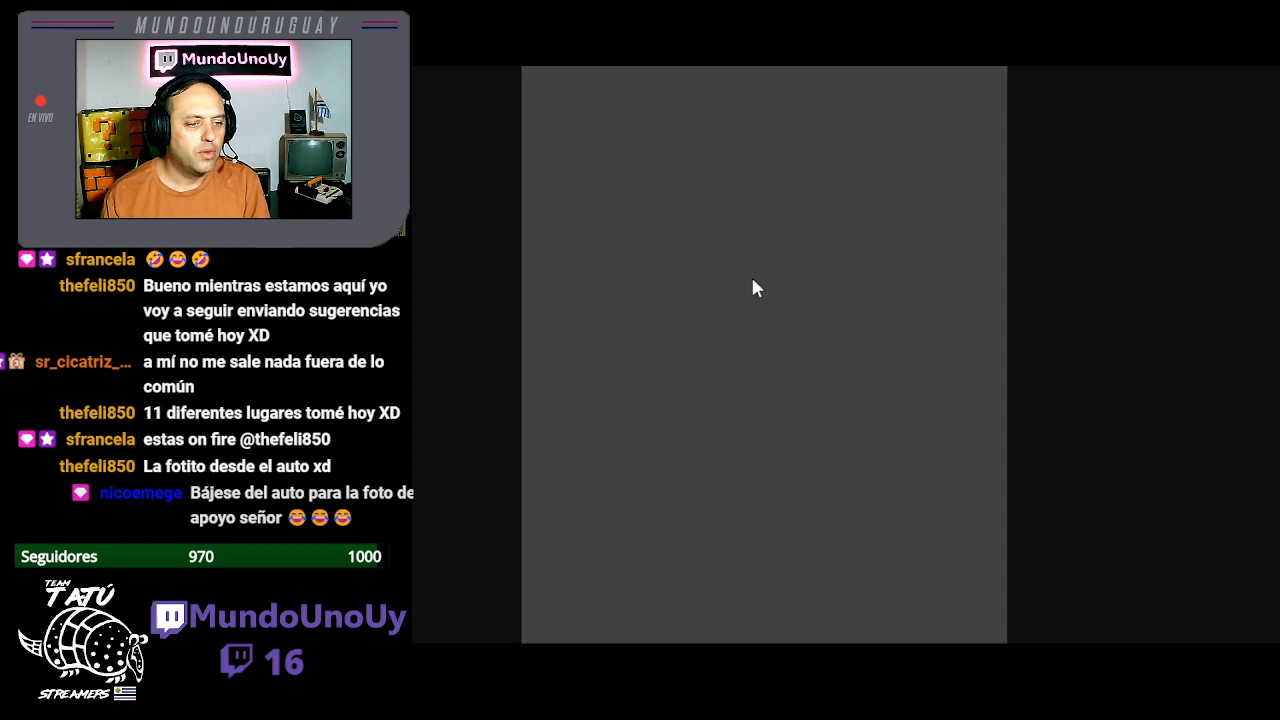 MUNDOUNOURUGUAY
MundoUnoUy
EN VIVO
sfrancela 🤣 😂 🤣
thefeli850 Bueno mientras estamos aquí yo
voy a seguir enviando sugerencias
que tomé hoy XD
sr_cicatriz_... a mí no me sale nada fuera de lo
común
thefeli850 11 diferentes lugares tomé hoy XD
sfrancela estas on fire @thefeli850
thefeli850 La fotito desde el auto xd
nicoemege Bájese del auto para la foto de
apoyo señor 😂 😂 😂
Seguidores 970 1000
TEAM
TATÚ
STREAMERS
MundoUnoUy
16